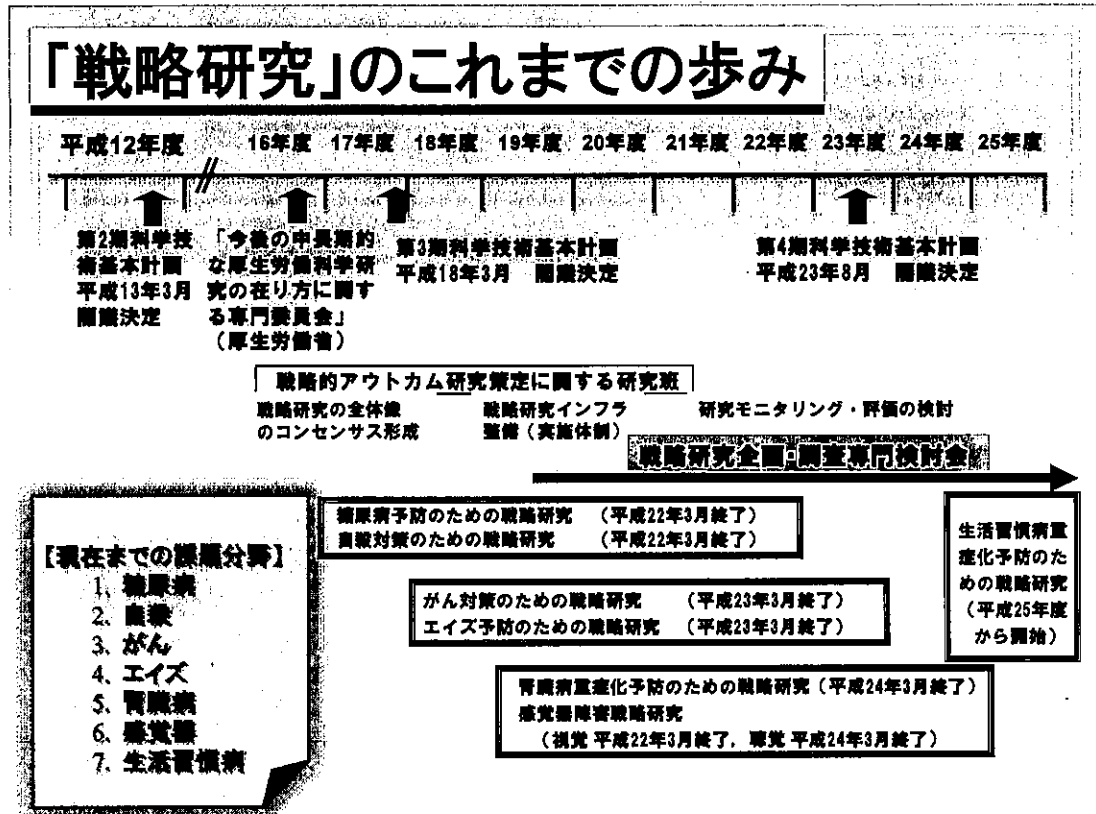 「戦略研究」のこれまでの歩み
平成12年度 16年度 17年度 18年度 19年度 20年度 21年度 22年度 23年度 24年度 25年度
第2期科学技
術基本計画
平成13年3月
閣議決定
「今後の中長期的
な厚生労働科学研
究の在り方に関す
る専門委員会」
（厚生労働省）
第3期科学技術基本計画
平成18年3月 閣議決定
第4期科学技術基本計画
平成23年8月 閣議決定
戦略的アウトカム研究策定に関する研究班
戦略研究の全体像
のコンセンサス形成
戦略研究インフラ
整備（実施体制）
研究モニタリング・評価の検討
戦略研究企画・調査専門検討会
【現在までの課題分野】
1、糖尿病
2、自殺
3、がん
4、エイズ
5、腎臓病
6、感覚器
7、生活習慣病
糖尿病予防のための戦略研究 （平成22年3月終了）
自殺対策のための戦略研究 （平成22年3月終了）
がん対策のための戦略研究 （平成23年3月終了）
エイズ予防のための戦略研究 （平成23年3月終了）
腎臓病重症化予防のための戦略研究（平成24年3月終了）
感覚器障害戦略研究
（視覚 平成22年3月終了，聴覚 平成24年3月終了）
生活習慣病重
症化予防のた
めの戦略研究
（平成25年度
から開始）